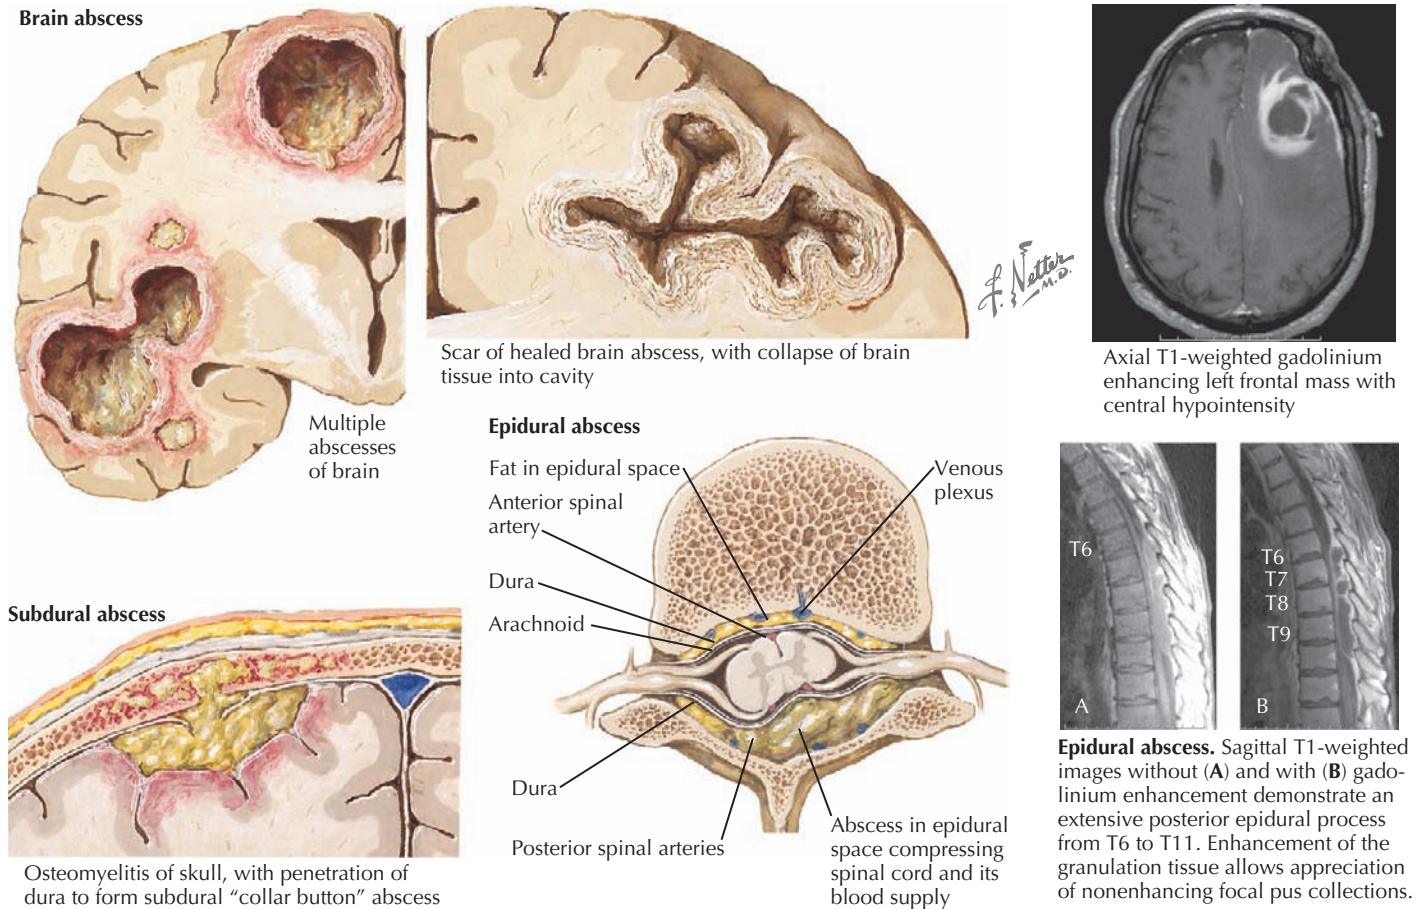 Brain abscess
Multiple
abscesses
of brain
Scar of healed brain abscess, with collapse of brain
tissue into cavity
F. Netter
M.D.
Axial T1-weighted gadolinium
enhancing left frontal mass with
central hypointensity
Subdural abscess
Osteomyelitis of skull, with penetration of
dura to form subdural “collar button” abscess
Epidural abscess
Fat in epidural space
Anterior spinal
artery
Dura
Arachnoid
Dura
Posterior spinal arteries
Venous
plexus
Abscess in epidural
space compressing
spinal cord and its
blood supply
T6
A
T6
T7
T8
T9
B
Epidural abscess. Sagittal T1-weighted
images without (A) and with (B) gado-
linium enhancement demonstrate an
extensive posterior epidural process
from T6 to T11. Enhancement of the
granulation tissue allows appreciation
of nonenhancing focal pus collections.